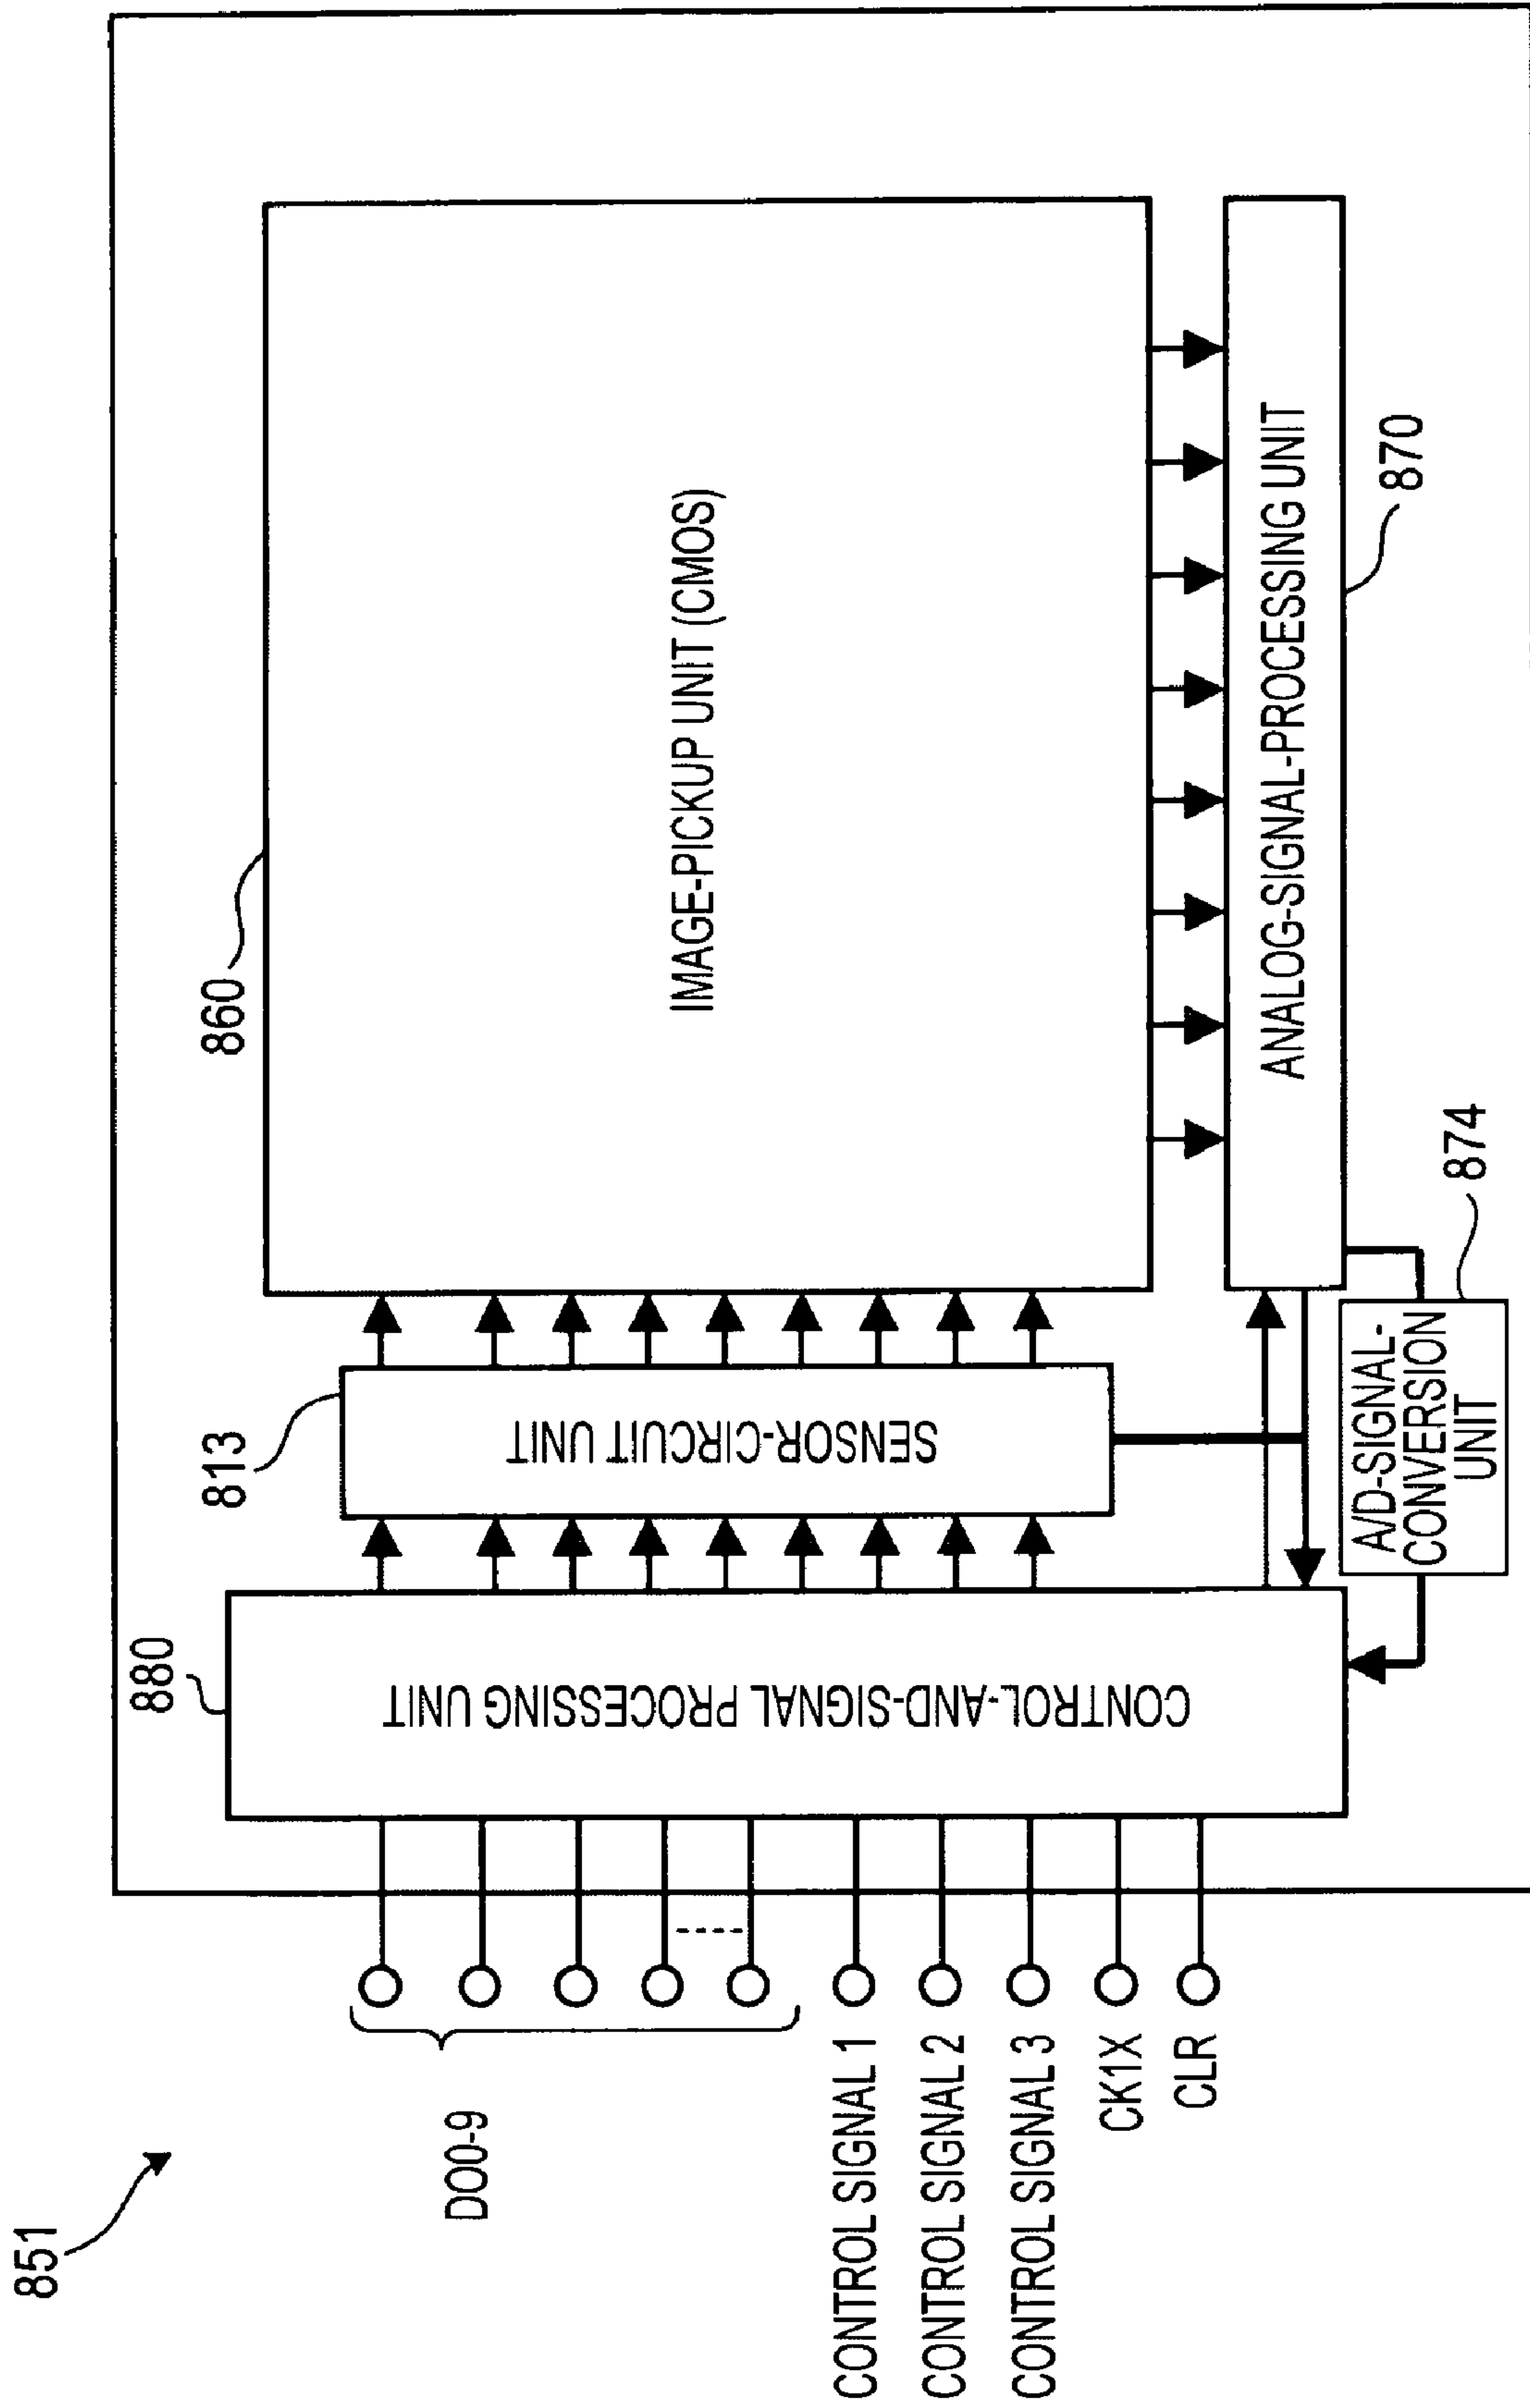 851
880
813
860
IMAGE-PICKUP UNIT (CMOS)
SENSOR-CIRCUIT UNIT
CONTROL-AND-SIGNAL PROCESSING UNIT
ANALOG-SIGNAL-PROCESSING UNIT
870
A/D-SIGNAL-
CONVERSION
UNIT
874
DO0-9
CONTROL SIGNAL 1
CONTROL SIGNAL 2
CONTROL SIGNAL 3
CK1X
CLR